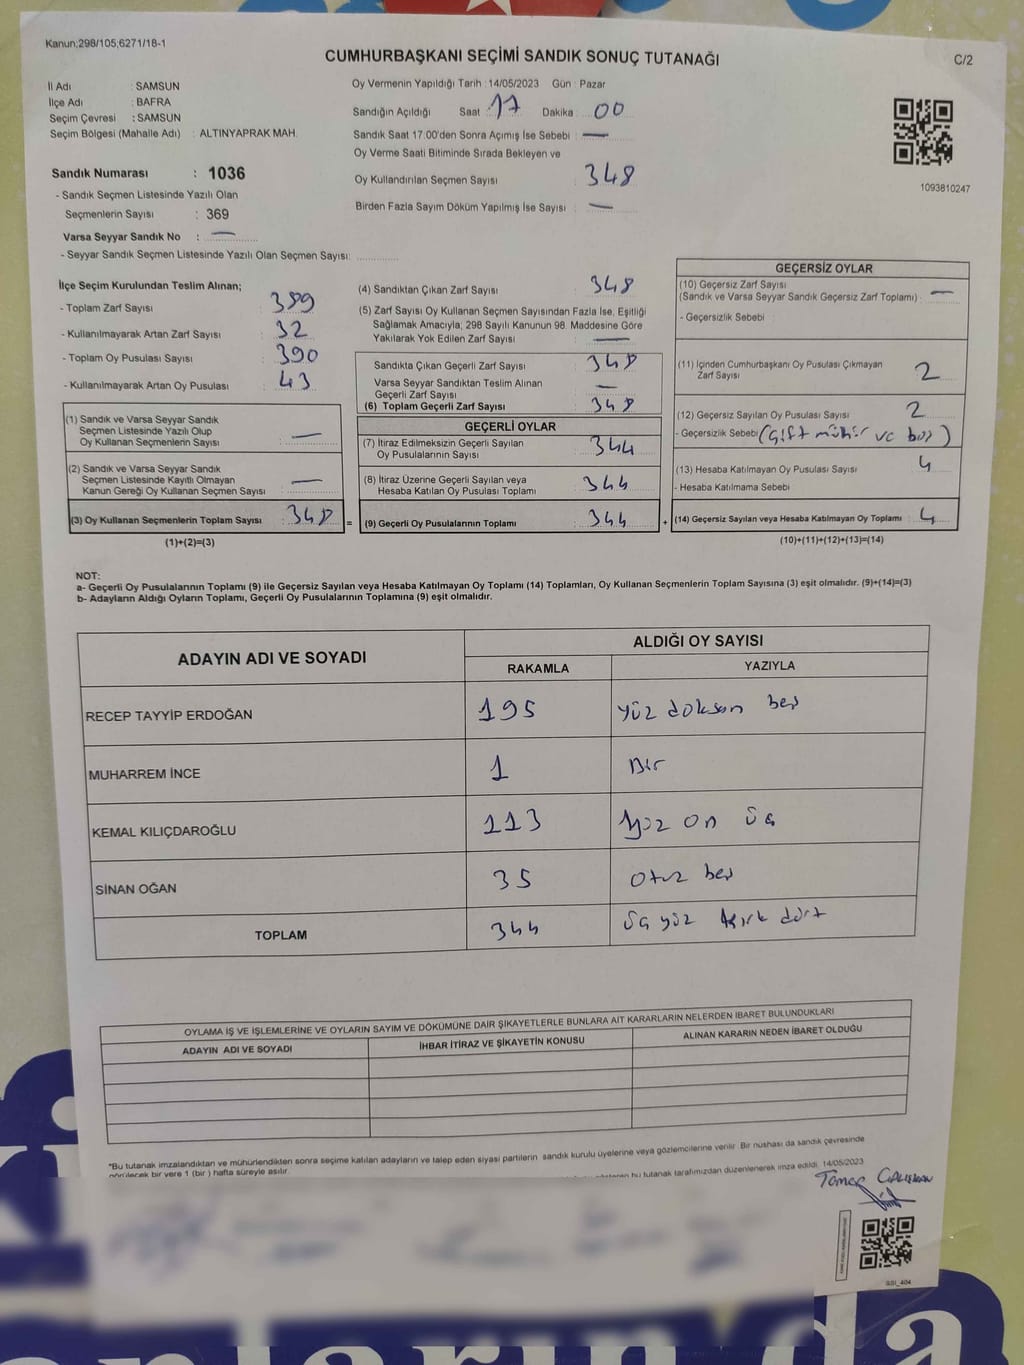 Kanun:298/105;6271/18-1
CUMHURBAŞKANI SEÇİMİ SANDIK SONUÇ TUTANAĞI
C/2
İl Adı : SAMSUN
İlçe Adı : BAFRA
Seçim Çevresi : SAMSUN
Seçim Bölgesi (Mahalle Adı) : ALTINYAPRAK MAH.
Oy Vermenin Yapıldığı Tarih : 14/05/2023 Gün : Pazar
Sandığın Açıldığı Saat : 17 Dakika : 00
Sandık Saat 17.00'den Sonra Açımış İse Sebebi : —
Oy Verme Saati Bitiminde Sırada Bekleyen ve
Oy Kullandırılan Seçmen Sayısı : 348
Birden Fazla Sayım Döküm Yapılmış İse Sayısı : —
1093810247
Sandık Numarası : 1036
- Sandık Seçmen Listesinde Yazılı Olan
Seçmenlerin Sayısı : 369
Varsa Seyyar Sandık No : —
- Seyyar Sandık Seçmen Listesinde Yazılı Olan Seçmen Sayısı:
İlçe Seçim Kurulundan Teslim Alınan;
- Toplam Zarf Sayısı : 389
- Kullanılmayarak Artan Zarf Sayısı : 32
- Toplam Oy Pusulası Sayısı : 390
- Kullanılmayarak Artan Oy Pusulası : 43
(1) Sandık ve Varsa Seyyar Sandık
Seçmen Listesinde Yazılı Olup
Oy Kullanan Seçmenlerin Sayısı : —
(2) Sandık ve Varsa Seyyar Sandık
Seçmen Listesinde Kayıtlı Olmayan
Kanun Gereği Oy Kullanan Seçmen Sayısı : —
(3) Oy Kullanan Seçmenlerin Toplam Sayısı : 348 =
(1)+(2)=(3)
(4) Sandıktan Çıkan Zarf Sayısı : 348
(5) Zarf Sayısı Oy Kullanan Seçmen Sayısından Fazla İse, Eşitliği
Sağlamak Amacıyla; 298 Sayılı Kanunun 98. Maddesine Göre
Yakılarak Yok Edilen Zarf Sayısı : —
Sandıkta Çıkan Geçerli Zarf Sayısı : 348
Varsa Seyyar Sandıktan Teslim Alınan
Geçerli Zarf Sayısı : —
(6) Toplam Geçerli Zarf Sayısı : 348
GEÇERLİ OYLAR
(7) İtiraz Edilmeksizin Geçerli Sayılan
Oy Pusulalarının Sayısı : 344
(8) İtiraz Üzerine Geçerli Sayılan veya
Hesaba Katılan Oy Pusulası Toplamı : 344
(9) Geçerli Oy Pusulalarının Toplamı : 344 +
GEÇERSİZ OYLAR
(10) Geçersiz Zarf Sayısı
(Sandık ve Varsa Seyyar Sandık Geçersiz Zarf Toplamı) : —
- Geçersizlik Sebebi :
(11) İçinden Cumhurbaşkanı Oy Pusulası Çıkmayan
Zarf Sayısı : 2
(12) Geçersiz Sayılan Oy Pusulası Sayısı : 2
- Geçersizlik Sebebi (Çift mühür ve boş)
(13) Hesaba Katılmayan Oy Pusulası Sayısı : 4
- Hesaba Katılmama Sebebi
(14) Geçersiz Sayılan veya Hesaba Katılmayan Oy Toplamı : 4
(10)+(11)+(12)+(13)=(14)
NOT:
a- Geçerli Oy Pusulalarının Toplamı (9) ile Geçersiz Sayılan veya Hesaba Katılmayan Oy Toplamı (14) Toplamları, Oy Kullanan Seçmenlerin Toplam Sayısına (3) eşit olmalıdır. (9)+(14)=(3)
b- Adayların Aldığı Oyların Toplamı, Geçerli Oy Pusulalarının Toplamına (9) eşit olmalıdır.
ADAYIN ADI VE SOYADI
ALDIĞI OY SAYISI
RAKAMLA YAZIYLA
RECEP TAYYİP ERDOĞAN 195 yüz doksan beş
MUHARREM İNCE 1 Bir
KEMAL KILIÇDAROĞLU 113 Yüz on üç
SİNAN OĞAN 35 otuz beş
TOPLAM 344 üç yüz kırk dört
OYLAMA İŞ VE İŞLEMLERİNE VE OYLARIN SAYIM VE DÖKÜMÜNE DAİR ŞİKAYETLERLE BUNLARA AİT KARARLARIN NELERDEN İBARET BULUNDUKLARI
ADAYIN ADI VE SOYADI İHBAR İTİRAZ VE ŞİKAYETİN KONUSU ALINAN KARARIN NEDEN İBARET OLDUĞU
*Bu tutanak imzalandıktan ve mühürlendikten sonra seçime katılan adayların ve talep eden siyasi partilerin sandık kurulu üyelerine veya gözlemcilerine verilir. Bir nüshası da sandık çevresinde
görülecek bir yere 1 (bir) hafta süreyle asılır. bu tutanak tarafımızdan düzenlenerek imza edildi. 14/05/2023
Tamer ÇALIŞKAN
SSI_404